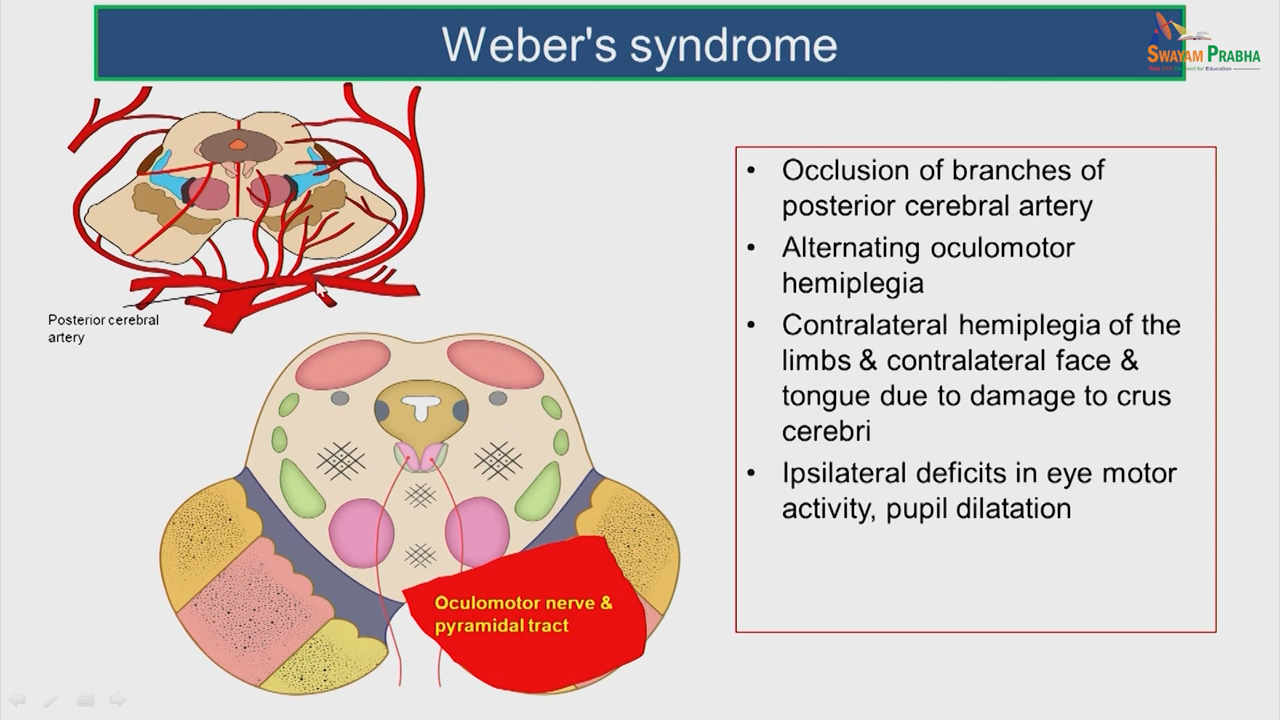 Weber's syndrome
SWAYAM PRABHA
Posterior cerebral
artery
Oculomotor nerve &
pyramidal tract
• Occlusion of branches of
posterior cerebral artery
• Alternating oculomotor
hemiplegia
• Contralateral hemiplegia of the
limbs & contralateral face &
tongue due to damage to crus
cerebri
• Ipsilateral deficits in eye motor
activity, pupil dilatation